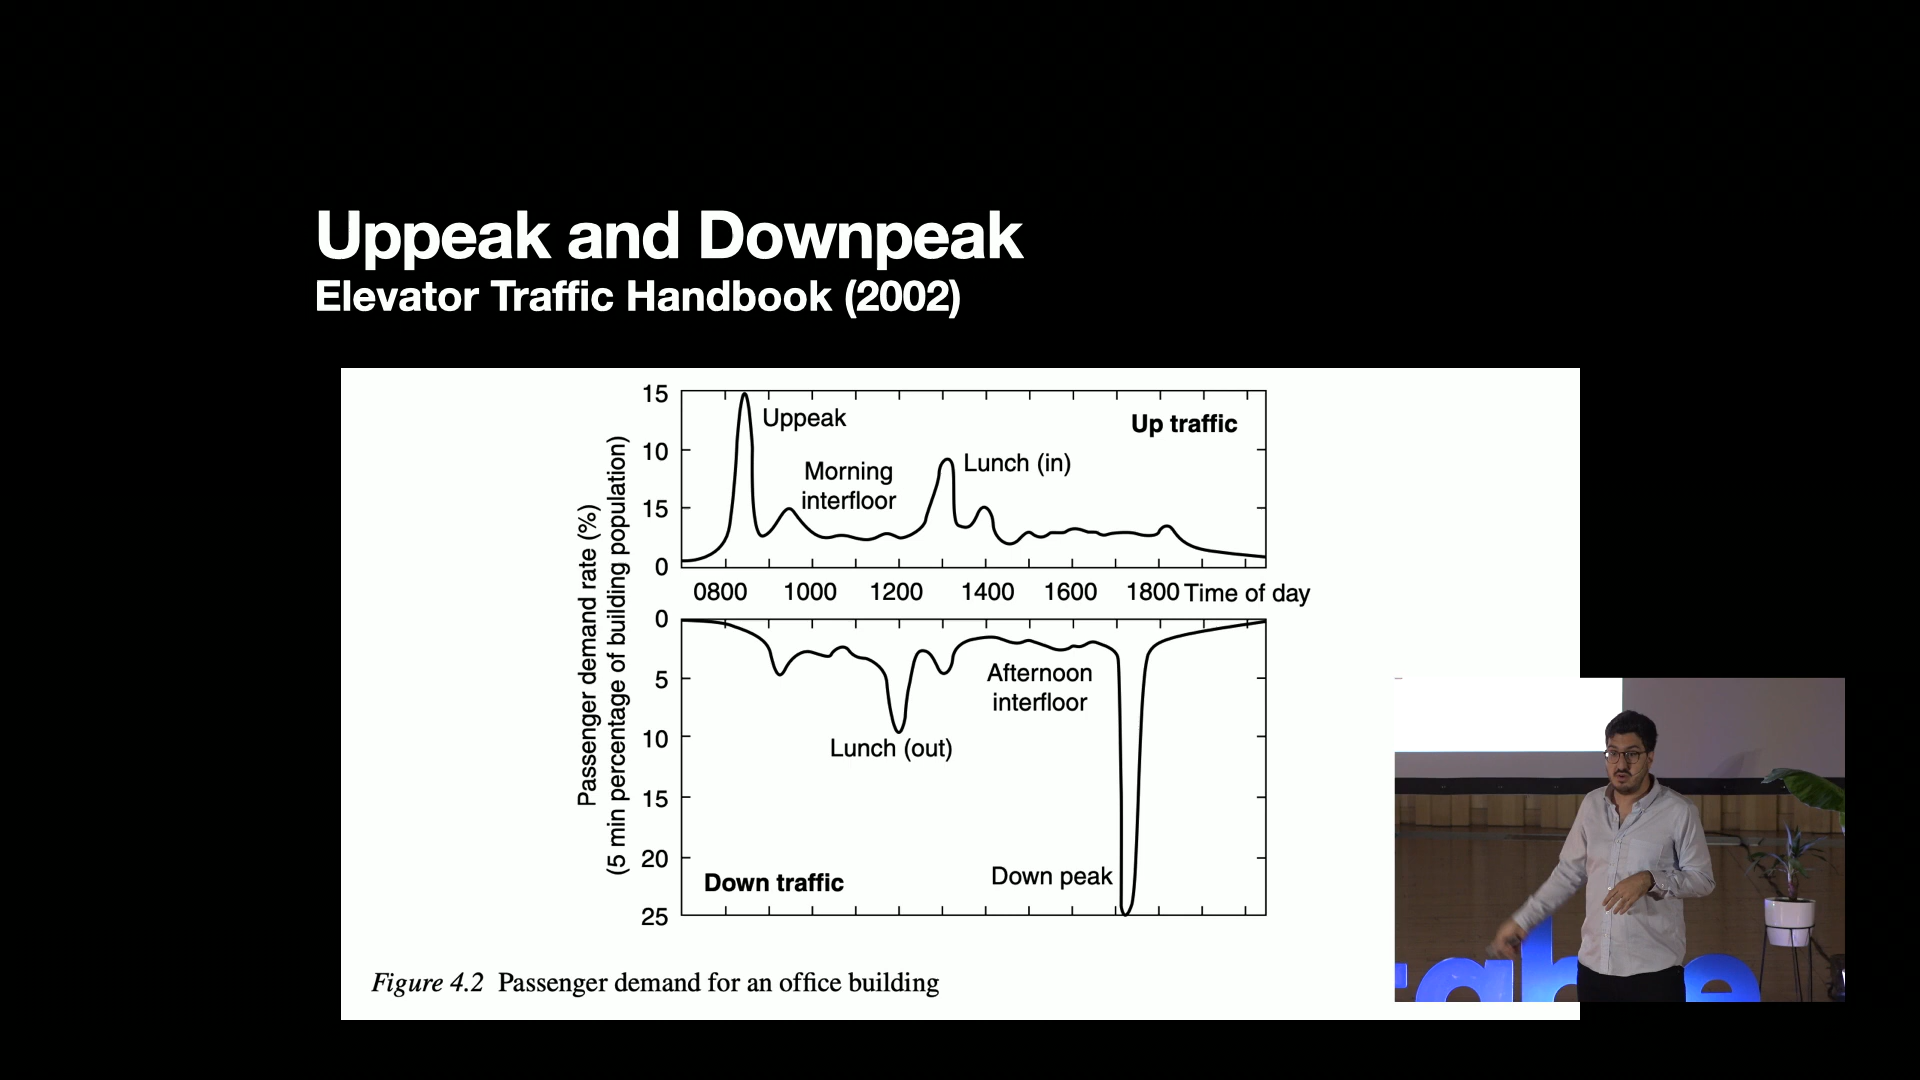 Uppeak and Downpeak
Elevator Traffic Handbook (2002)
15
10
15
0
Uppeak
Up traffic
Morning
interfloor
Lunch (in)
0800 1000 1200 1400 1600 1800 Time of day
Passenger demand rate (%)
(5 min percentage of building population)
0
5
10
15
20
25
Afternoon
interfloor
Lunch (out)
Down peak
Down traffic
Figure 4.2 Passenger demand for an office building